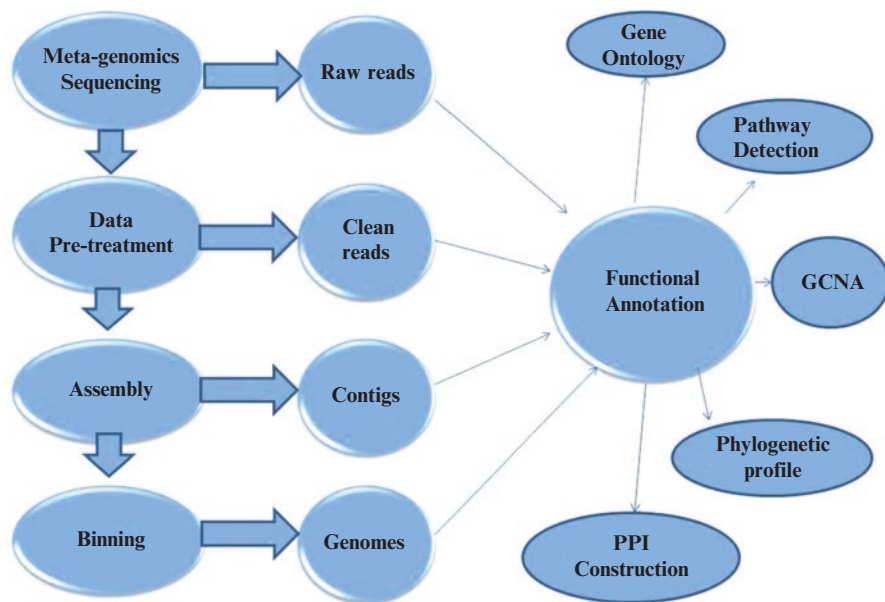 Meta-genomics
Sequencing
Raw reads
Gene
Ontology
Pathway
Detection
Data
Pre-treatment
Clean
reads
Functional
Annotation
GCNA
Assembly
Contigs
Phylogenetic
profile
Binning
Genomes
PPI
Construction